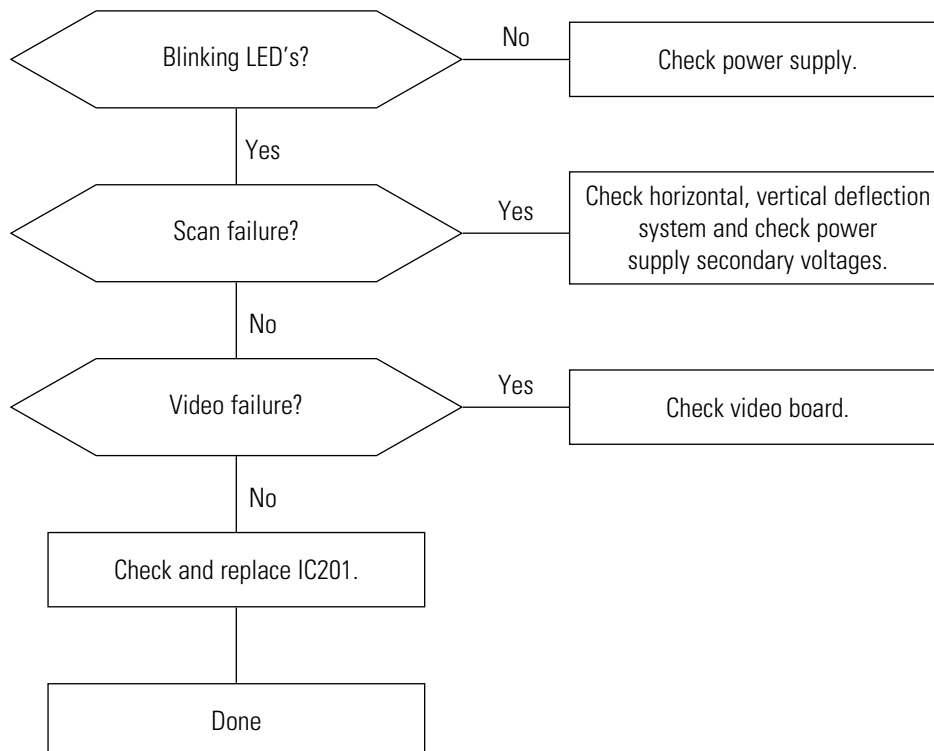 Blinking LED's?
No
Check power supply.
Yes
Scan failure?
Yes
Check horizontal, vertical deflection
system and check power
supply secondary voltages.
No
Video failure?
Yes
Check video board.
No
Check and replace IC201.
Done